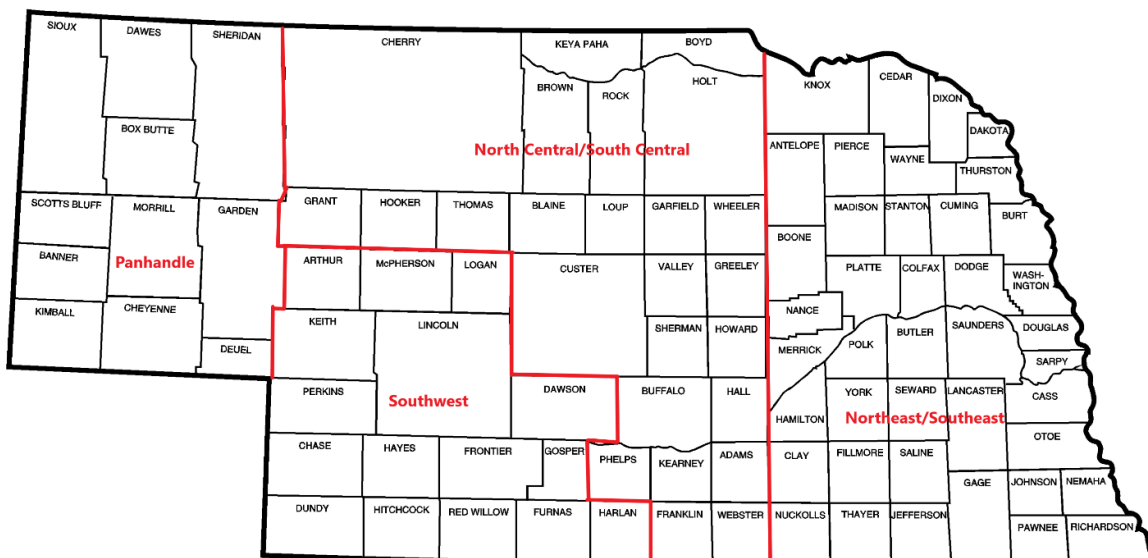 SIOUX
DAWES
SHERIDAN
CHERRY
KEYA PAHA
BOYD
BROWN
ROCK
HOLT
KNOX
CEDAR
DIXON
DAKOTA
BOX BUTTE
North Central/South Central
ANTELOPE
PIERCE
WAYNE
THURSTON
SCOTTS BLUFF
MORRILL
GARDEN
GRANT
HOOKER
THOMAS
BLAINE
LOUP
GARFIELD
WHEELER
MADISON
STANTON
CUMING
BURT
BOONE
BANNER
Panhandle
ARTHUR
McPHERSON
LOGAN
CUSTER
VALLEY
GREELEY
PLATTE
COLFAX
DODGE
WASH-
INGTON
KIMBALL
CHEYENNE
NANCE
KEITH
LINCOLN
SHERMAN
HOWARD
MERRICK
POLK
BUTLER
SAUNDERS
DOUGLAS
DEUEL
SARPY
PERKINS
Southwest
DAWSON
BUFFALO
HALL
HAMILTON
YORK
SEWARD
LANCASTER
CASS
Northeast/Southeast
OTOE
CHASE
HAYES
FRONTIER
GOSPER
PHELPS
KEARNEY
ADAMS
CLAY
FILLMORE
SALINE
GAGE
JOHNSON
NEMAHA
DUNDY
HITCHCOCK
RED WILLOW
FURNAS
HARLAN
FRANKLIN
WEBSTER
NUCKOLLS
THAYER
JEFFERSON
PAWNEE
RICHARDSON